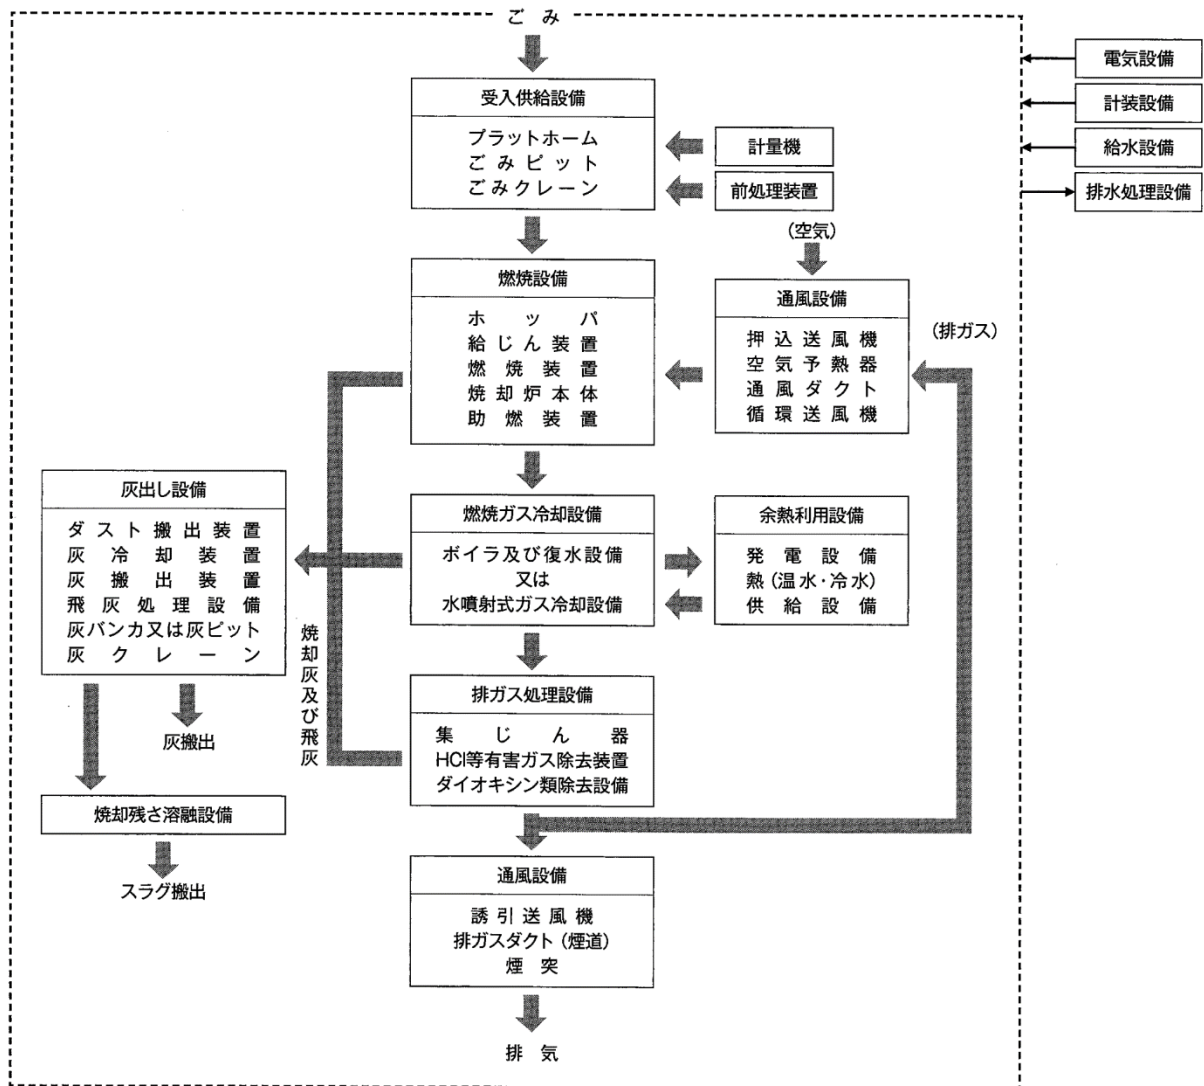 ごみ
電気設備
計装設備
給水設備
排水処理設備
受入供給設備
プラットホーム
ごみピット
ごみクレーン
計量機
前処理装置
(空気)
燃焼設備
ホッパ
給じん装置
燃焼装置
焼却炉本体
助燃装置
通風設備
押込送風機
空気予熱器
通風ダクト
循環送風機
(排ガス)
灰出し設備
ダスト搬出装置
灰冷却装置
灰搬出装置
飛灰処理設備
灰バンカ又は灰ピット
灰クレーン
燃焼ガス冷却設備
ボイラ及び復水設備
又は
水噴射式ガス冷却設備
余熱利用設備
発電設備
熱(温水・冷水)
供給設備
焼却灰及び飛灰
排ガス処理設備
集じん器
HCl等有害ガス除去装置
ダイオキシン類除去設備
灰搬出
焼却残さ溶融設備
スラグ搬出
通風設備
誘引送風機
排ガスダクト(煙道)
煙突
排気